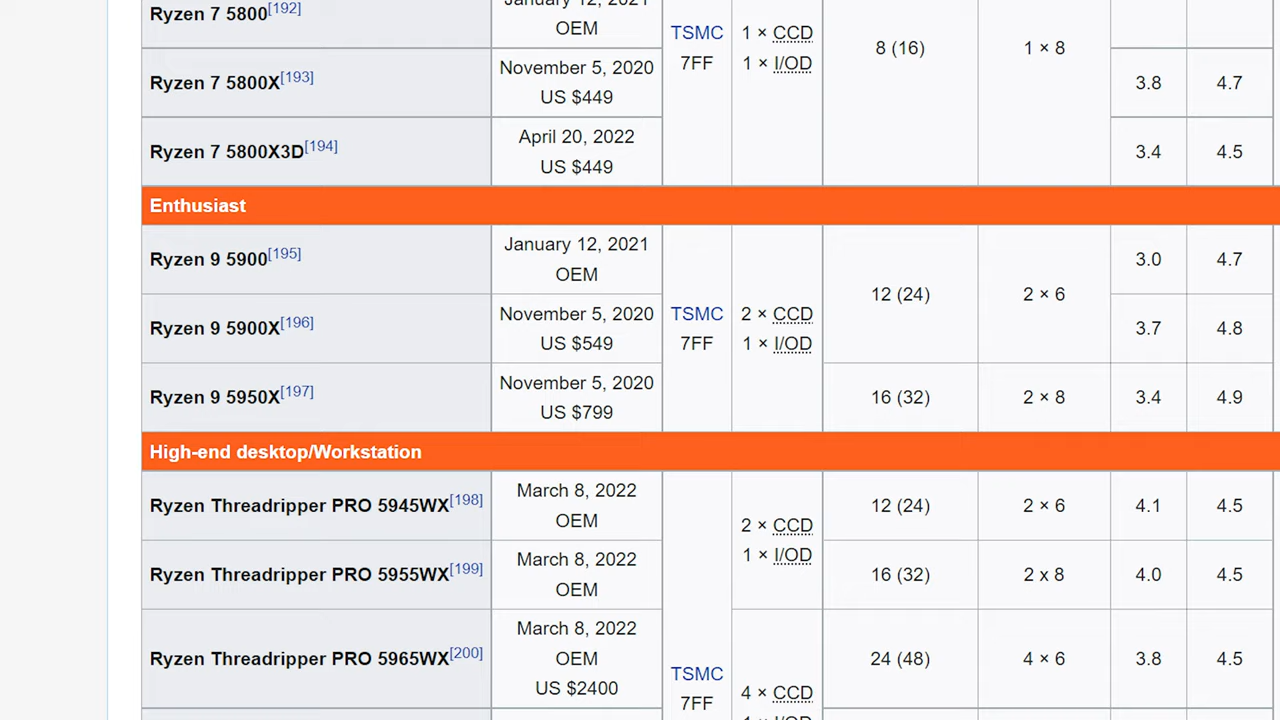 Ryzen 7 5800[192]
January 12, 2021
OEM
TSMC
7FF
1 × CCD
1 × I/OD
8 (16)
1 × 8
Ryzen 7 5800X[193]
November 5, 2020
US $449
3.8
4.7
Ryzen 7 5800X3D[194]
April 20, 2022
US $449
3.4
4.5
Enthusiast
Ryzen 9 5900[195]
January 12, 2021
OEM
TSMC
7FF
2 × CCD
1 × I/OD
12 (24)
2 × 6
3.0
4.7
Ryzen 9 5900X[196]
November 5, 2020
US $549
3.7
4.8
Ryzen 9 5950X[197]
November 5, 2020
US $799
16 (32)
2 × 8
3.4
4.9
High-end desktop/Workstation
Ryzen Threadripper PRO 5945WX[198]
March 8, 2022
OEM
2 × CCD
1 × I/OD
12 (24)
2 × 6
4.1
4.5
Ryzen Threadripper PRO 5955WX[199]
March 8, 2022
OEM
16 (32)
2 x 8
4.0
4.5
Ryzen Threadripper PRO 5965WX[200]
March 8, 2022
OEM
US $2400
TSMC
7FF
4 × CCD
1 × I/OD
24 (48)
4 × 6
3.8
4.5